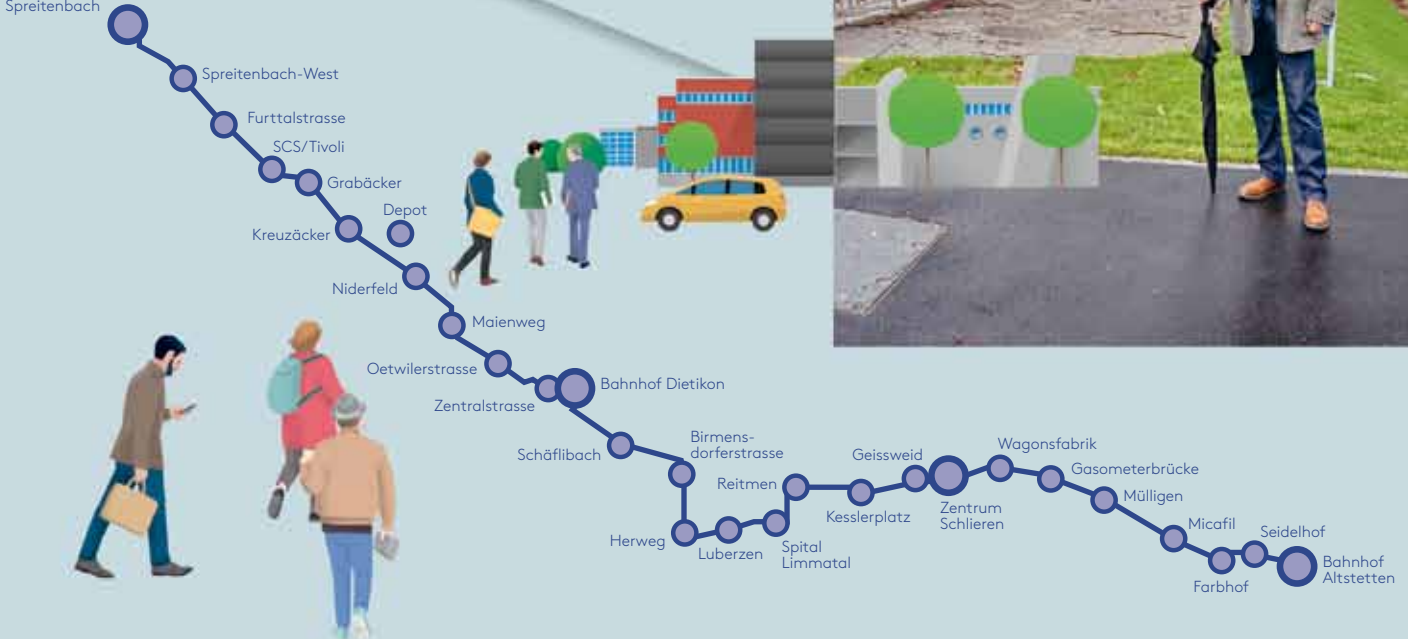 Spreitenbach
Spreitenbach-West
Furttalstrasse
SCS/Tivoli
Grabäcker
Depot
Kreuzäcker
Niderfeld
Maienweg
Oetwilerstrasse
Bahnhof Dietikon
Zentralstrasse
Schäflibach
Birmens-
dorferstrasse
Herweg
Luberzen
Spital
Limmatal
Reitmen
Kesslerplatz
Geissweid
Zentrum
Schlieren
Wagonsfabrik
Gasometerbrücke
Mülligen
Micafil
Farbhof
Seidelhof
Bahnhof
Altstetten